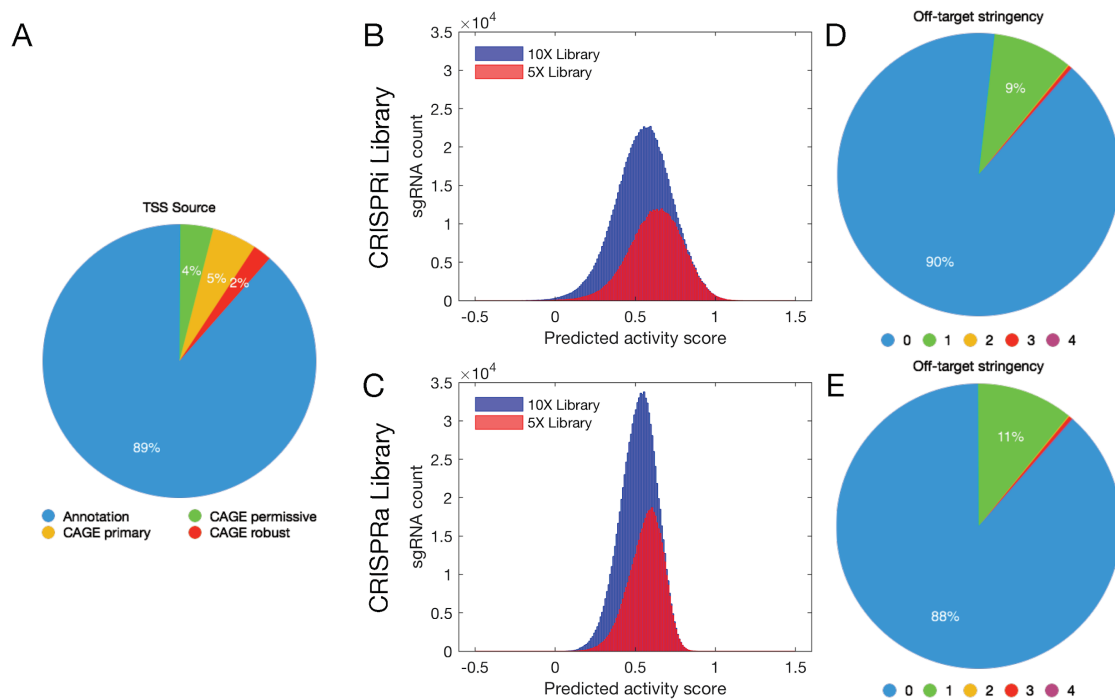 A
TSS Source
4%
5%
2%
89%
Annotation
CAGE permissive
CAGE primary
CAGE robust
B
CRISPRi Library
×10⁴
3.5
3
2.5
2
1.5
1
0.5
0
sgRNA count
10X Library
5X Library
-0.5
0
0.5
1
1.5
Predicted activity score
C
CRISPRa Library
×10⁴
3.5
3
2.5
2
1.5
1
0.5
0
sgRNA count
10X Library
5X Library
-0.5
0
0.5
1
1.5
Predicted activity score
D
Off-target stringency
9%
90%
0 1 2 3 4
E
Off-target stringency
11%
88%
0 1 2 3 4